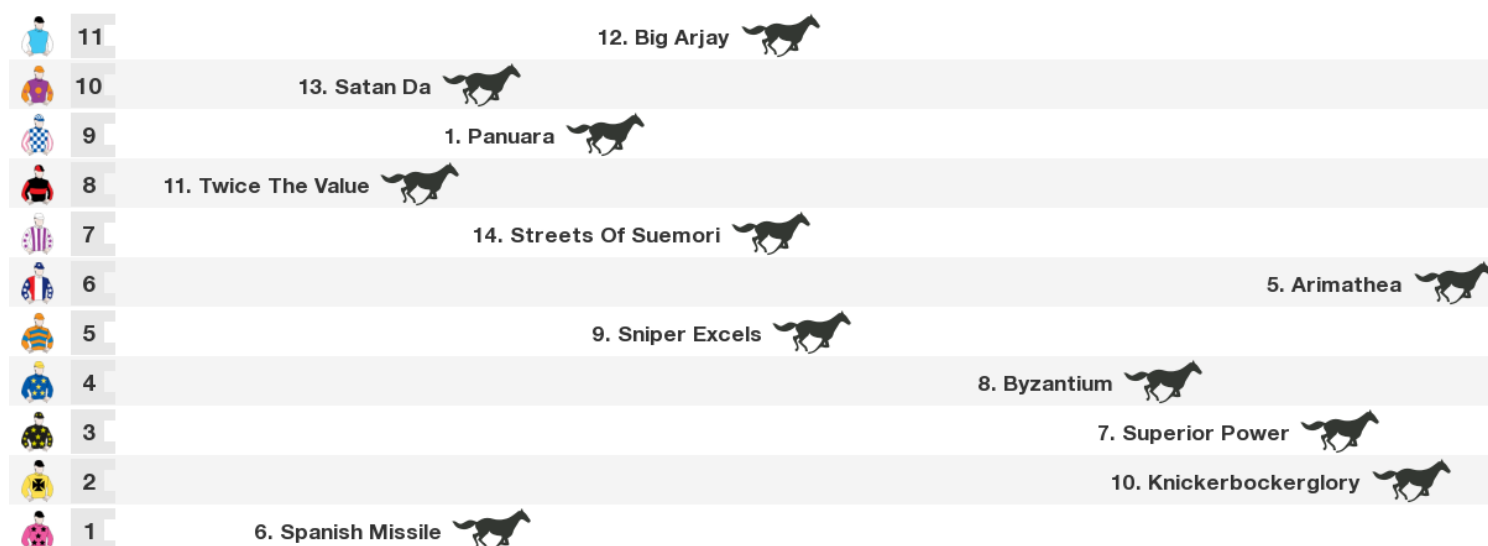 11 12. Big Arjay
10 13. Satan Da
9 1. Panuara
8 11. Twice The Value
7 14. Streets Of Suemori
6 5. Arimathea
5 9. Sniper Excels
4 8. Byzantium
3 7. Superior Power
2 10. Knickerbockerglory
1 6. Spanish Missile